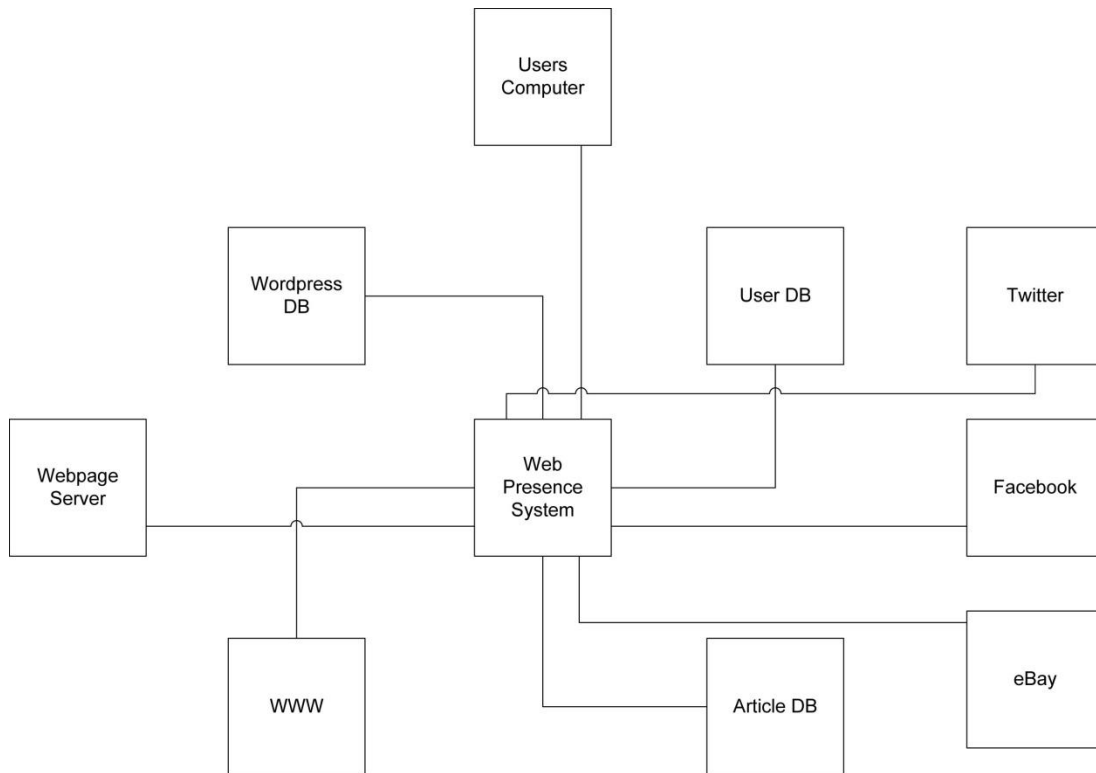 Users
Computer
Wordpress
DB
User DB
Twitter
Webpage
Server
Web
Presence
System
Facebook
WWW
Article DB
eBay